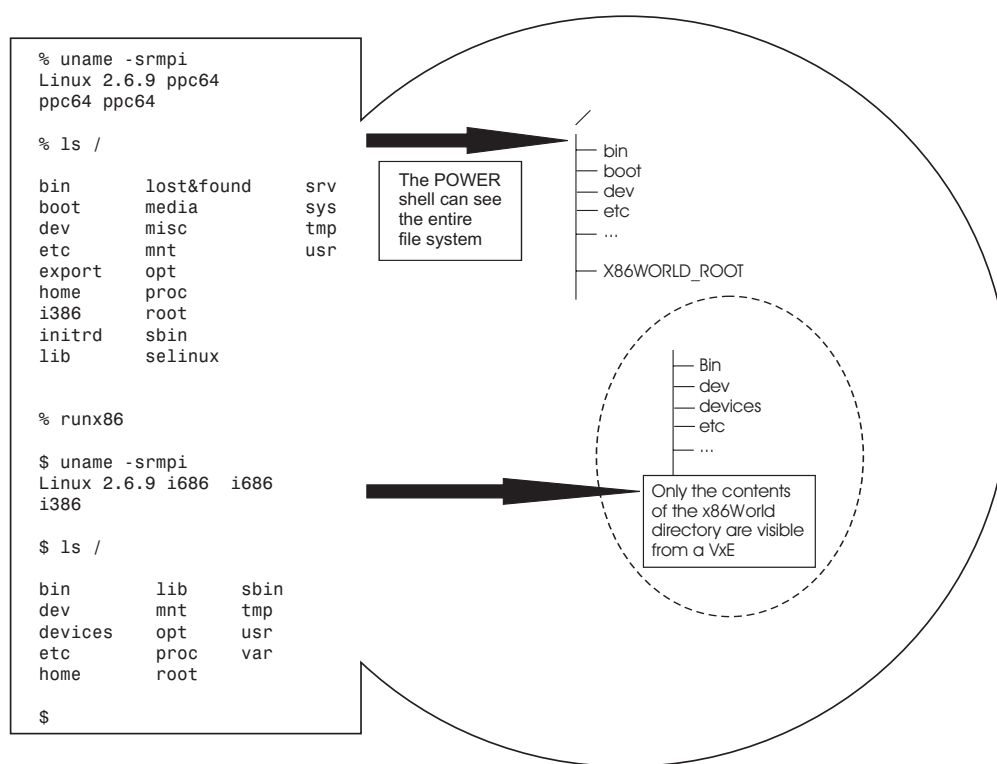 % uname -srmpi
Linux 2.6.9 ppc64
ppc64 ppc64
% ls /
bin lost&found srv
boot media sys
dev misc tmp
etc mnt usr
export opt
home proc
i386 root
initrd sbin
lib selinux
% runx86
$ uname -srmpi
Linux 2.6.9 i686 i686
i386
$ ls /
bin lib sbin
dev mnt tmp
devices opt usr
etc proc var
home root
$
The POWER
shell can see
the entire
file system
/
bin
boot
dev
etc
...
X86WORLD_ROOT
Bin
dev
devices
etc
...
Only the contents
of the x86World
directory are visible
from a VxE